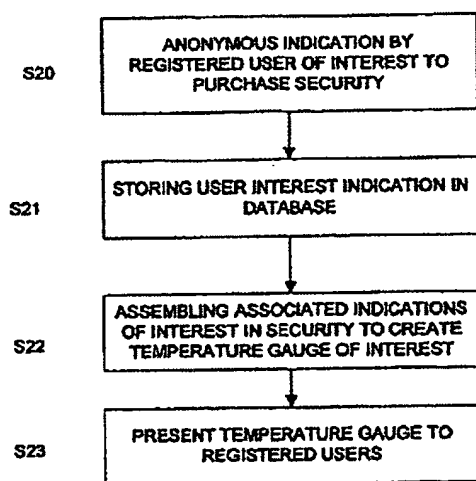 S20
ANONYMOUS INDICATION BY
REGISTERED USER OF INTEREST TO
PURCHASE SECURITY
S21
STORING USER INTEREST INDICATION IN
DATABASE
S22
ASSEMBLING ASSOCIATED INDICATIONS
OF INTEREST IN SECURITY TO CREATE
TEMPERATURE GAUGE OF INTEREST
S23
PRESENT TEMPERATURE GAUGE TO
REGISTERED USERS